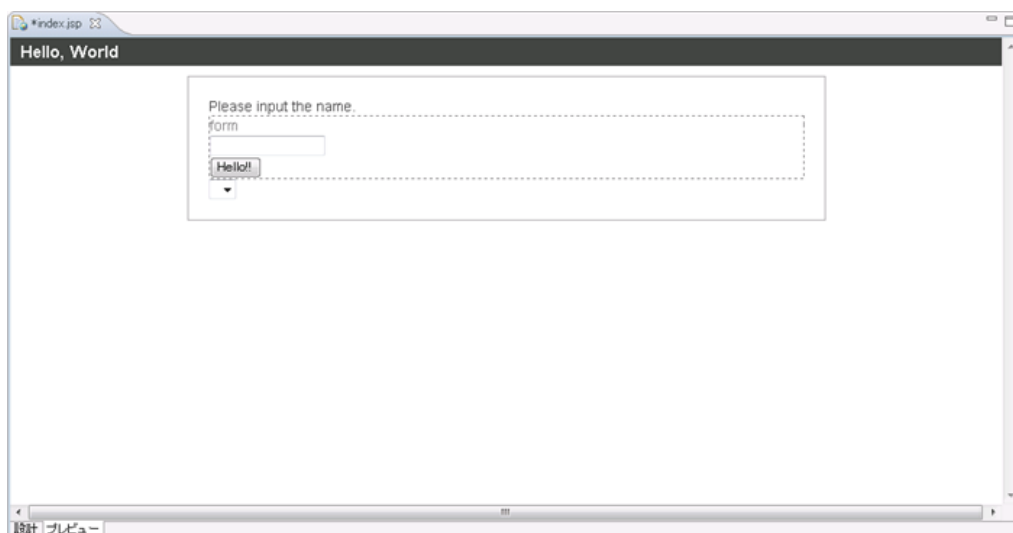 *index.jsp
Hello, World
Please input the name.
form
Hello!!
設計 プレビュー